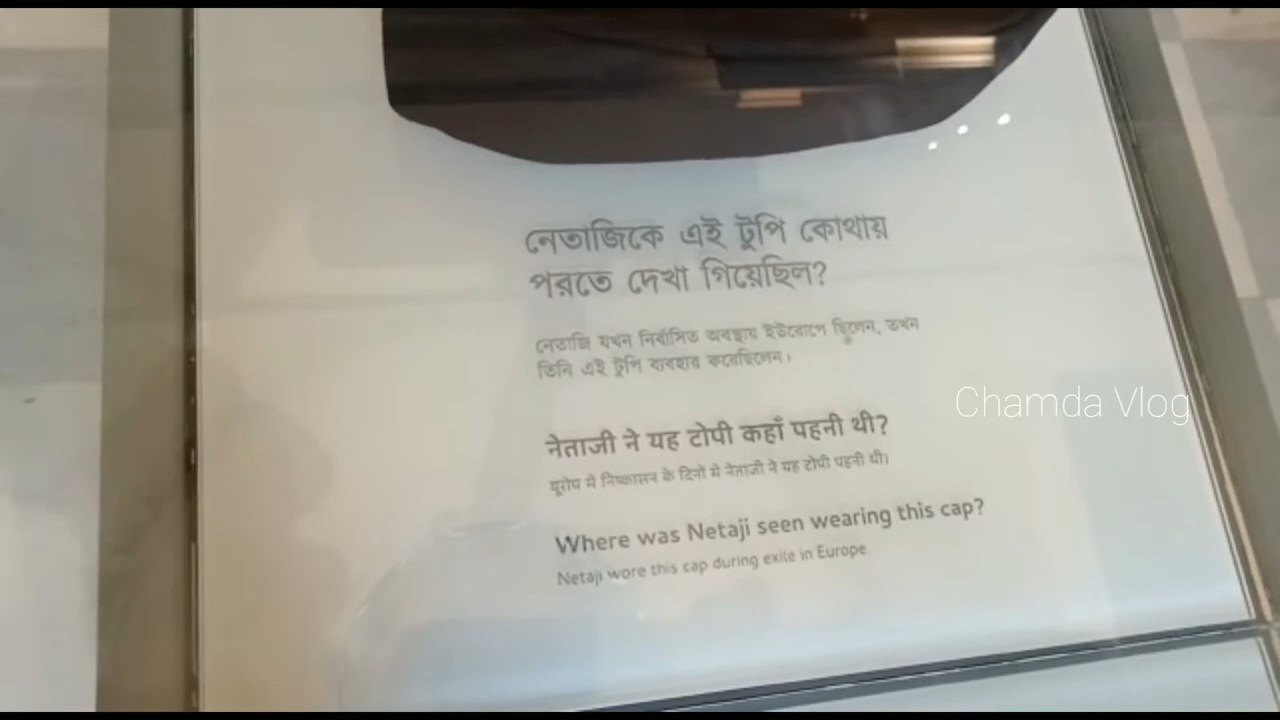 নেতাজিকে এই টুপি কোথায়
পরতে দেখা গিয়েছিল?
নেতাজি যখন নির্বাসিত অবস্থায় ইউরোপে ছিলেন, তখন
তিনি এই টুপি ব্যবহার করেছিলেন।
Chamda Vlog
नेताजी ने यह टोपी कहाँ पहनी थी?
यूरोप में निष्कासन के दिनों में नेताजी ने यह टोपी पहनी थी।
Where was Netaji seen wearing this cap?
Netaji wore this cap during exile in Europe.